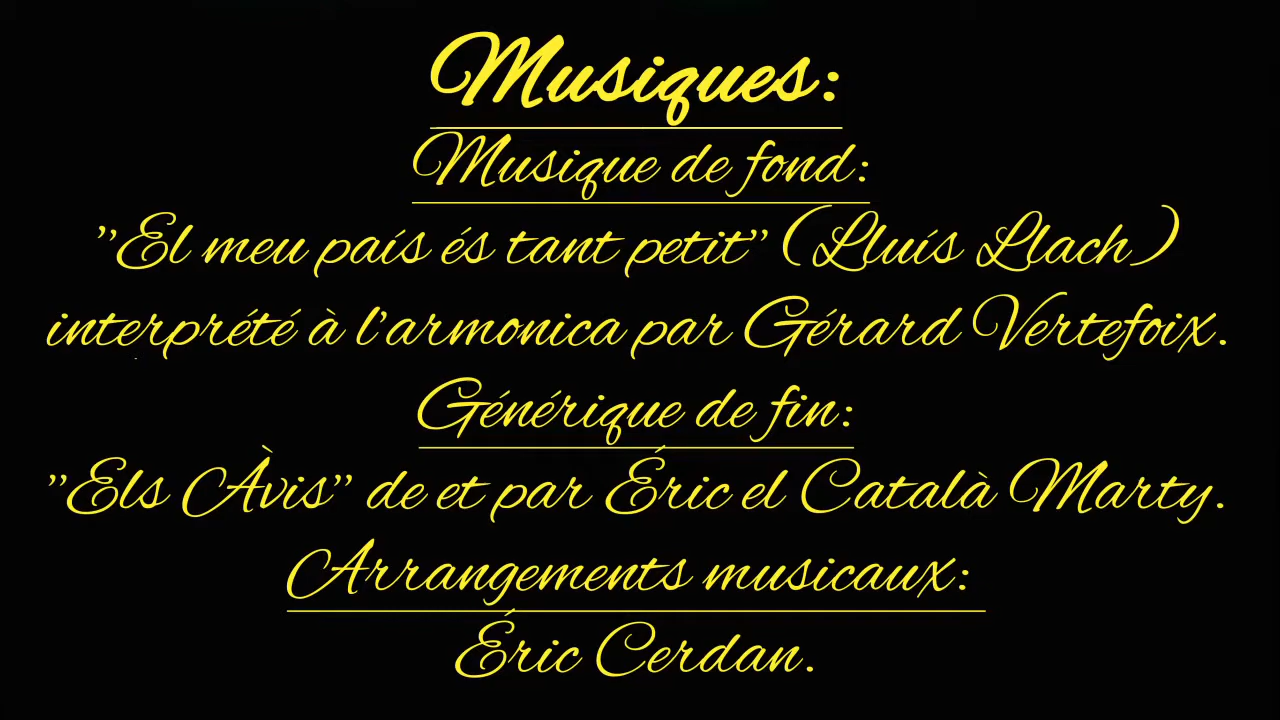 Musiques:
Musique de fond:
"El meu país és tant petit" (Lluís Llach)
interprété à l'armonica par Gérard Vertefoix.
Générique de fin:
"Els Àvis" de et par Éric el Català Marty.
Arrangements musicaux:
Éric Cerdan.